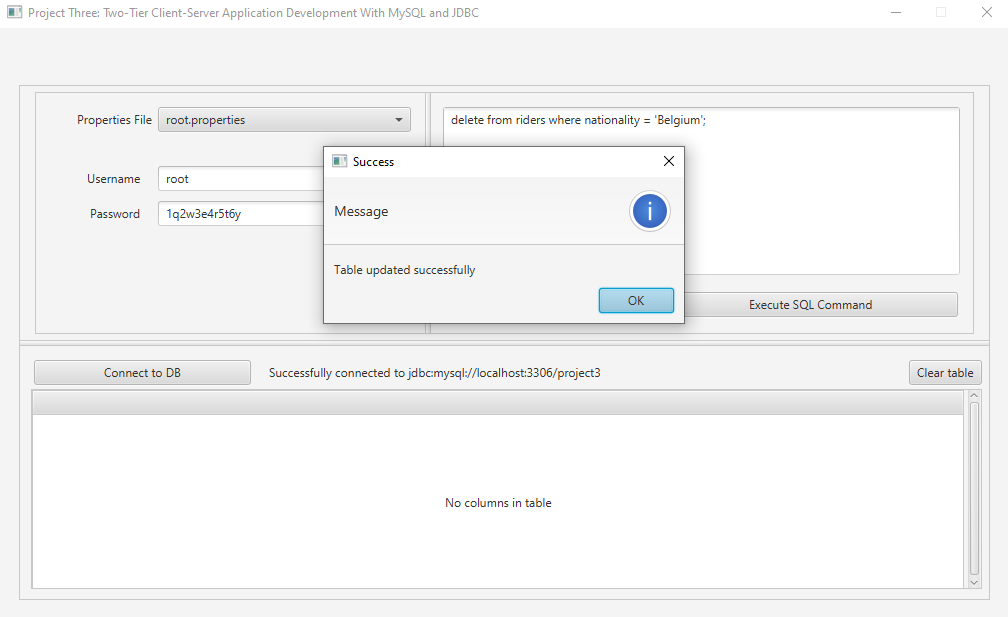 Project Three: Two-Tier Client-Server Application Development With MySQL and JDBC
Properties File
root.properties
Username
root
Password
1q2w3e4r5t6y
delete from riders where nationality = 'Belgium';
Success
Message
Table updated successfully
OK
Execute SQL Command
Connect to DB
Successfully connected to jdbc:mysql://localhost:3306/project3
Clear table
No columns in table